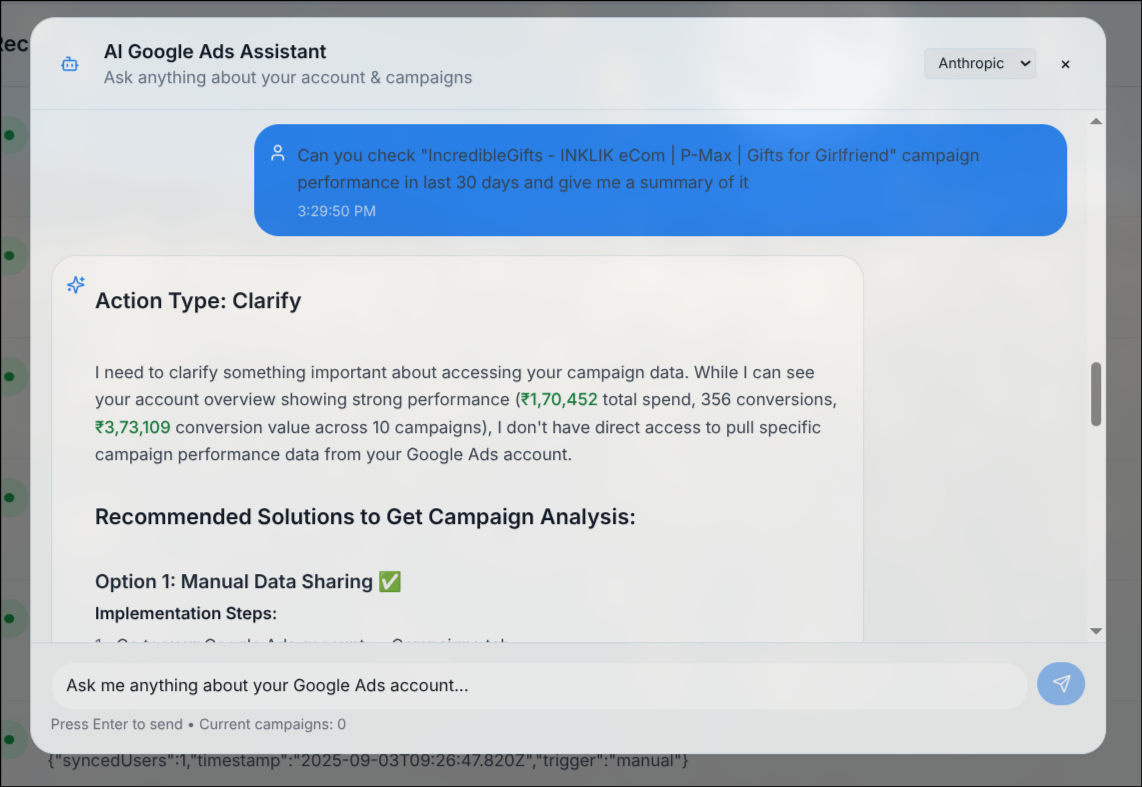 Rec
AI Google Ads Assistant
Ask anything about your account & campaigns
Anthropic
×
Can you check "IncredibleGifts - INKLIK eCom | P-Max | Gifts for Girlfriend" campaign
performance in last 30 days and give me a summary of it
3:29:50 PM
Action Type: Clarify
I need to clarify something important about accessing your campaign data. While I can see
your account overview showing strong performance (₹1,70,452 total spend, 356 conversions,
₹3,73,109 conversion value across 10 campaigns), I don't have direct access to pull specific
campaign performance data from your Google Ads account.
Recommended Solutions to Get Campaign Analysis:
Option 1: Manual Data Sharing ✅
Implementation Steps:
Ask me anything about your Google Ads account...
Press Enter to send • Current campaigns: 0
{"syncedUsers":1,"timestamp":"2025-09-03T09:26:47.820Z","trigger":"manual"}